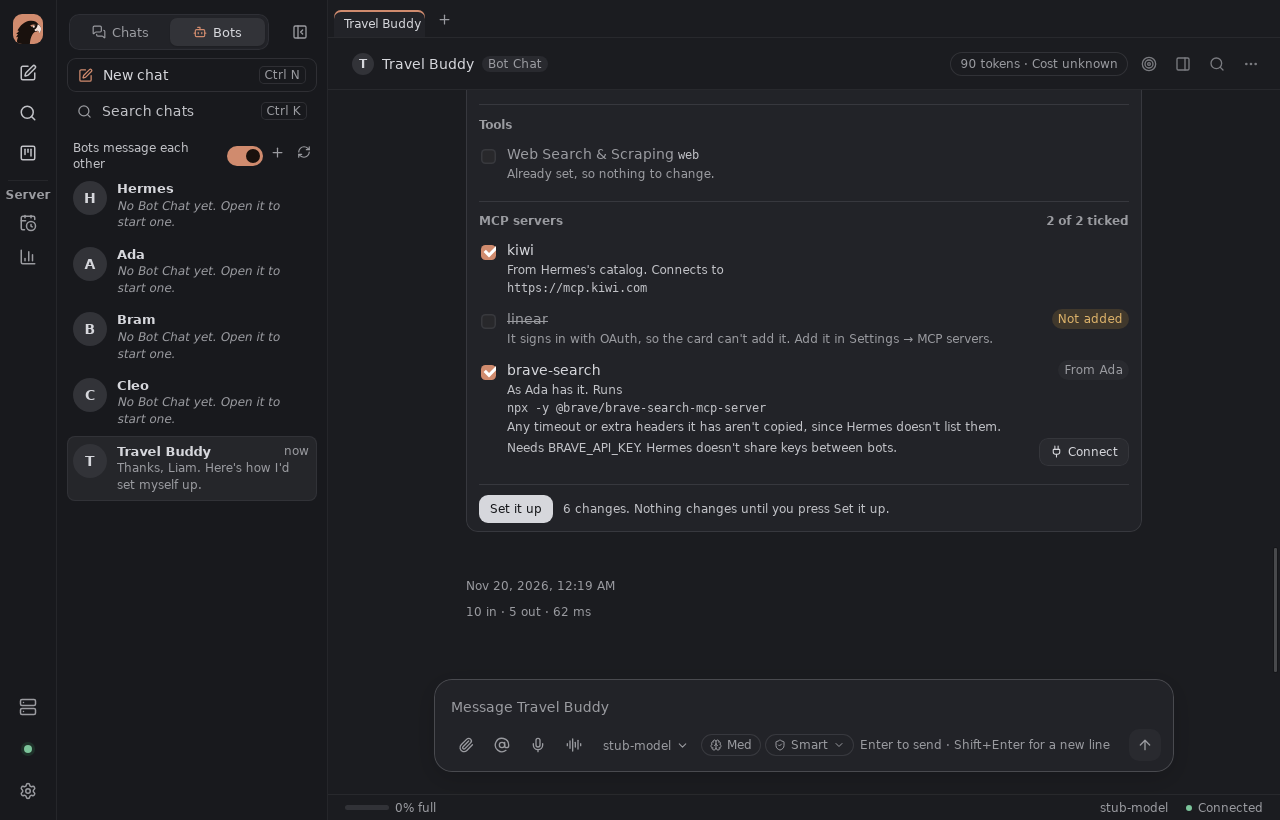 Chats
Bots
New chat
Ctrl N
Search chats
Ctrl K
Bots message each
other
Server
H
Hermes
No Bot Chat yet. Open it to
start one.
A
Ada
No Bot Chat yet. Open it to
start one.
B
Bram
No Bot Chat yet. Open it to
start one.
C
Cleo
No Bot Chat yet. Open it to
start one.
T
Travel Buddy
now
Thanks, Liam. Here's how I'd
set myself up.
Travel Buddy
T
Travel Buddy
Bot Chat
90 tokens · Cost unknown
Tools
Web Search & Scraping web
Already set, so nothing to change.
MCP servers
2 of 2 ticked
kiwi
From Hermes's catalog. Connects to
https://mcp.kiwi.com
linear
Not added
It signs in with OAuth, so the card can't add it. Add it in Settings → MCP servers.
brave-search
From Ada
As Ada has it. Runs
npx -y @brave/brave-search-mcp-server
Any timeout or extra headers it has aren't copied, since Hermes doesn't list them.
Needs BRAVE_API_KEY. Hermes doesn't share keys between bots.
Connect
Set it up
6 changes. Nothing changes until you press Set it up.
Nov 20, 2026, 12:19 AM
10 in · 5 out · 62 ms
Message Travel Buddy
stub-model
Med
Smart
Enter to send · Shift+Enter for a new line
0% full
stub-model
Connected